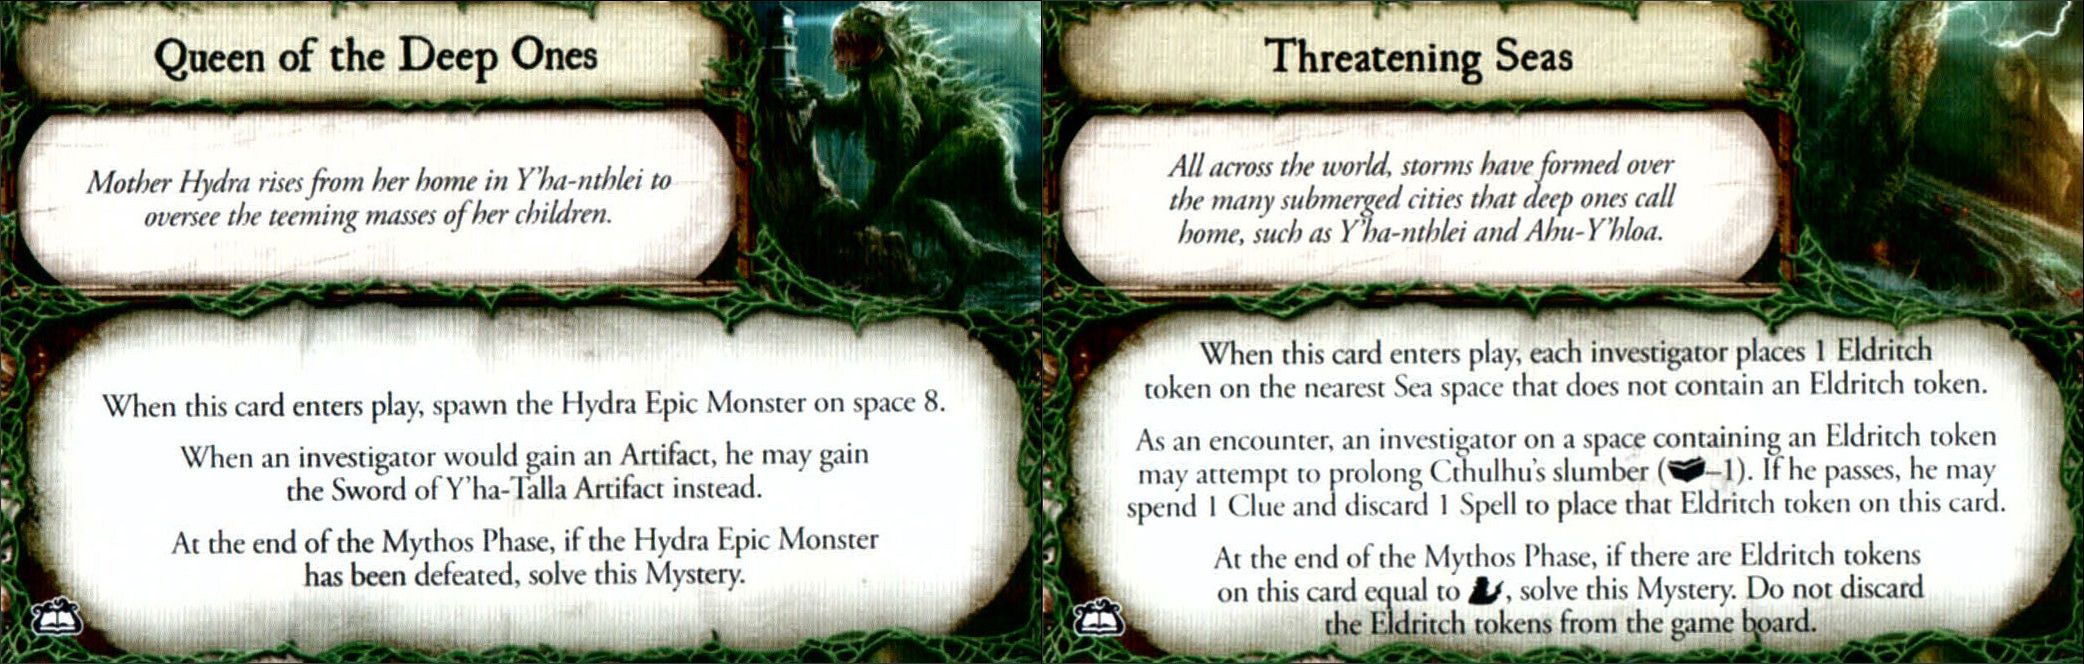 Queen of the Deep Ones
Mother Hydra rises from her home in Y'ha-nthlei to
oversee the teeming masses of her children.
When this card enters play, spawn the Hydra Epic Monster on space 8.
When an investigator would gain an Artifact, he may gain
the Sword of Y'ha-Talla Artifact instead.
At the end of the Mythos Phase, if the Hydra Epic Monster
has been defeated, solve this Mystery.
Threatening Seas
All across the world, storms have formed over
the many submerged cities that deep ones call
home, such as Y'ha-nthlei and Ahu-Y'hloa.
When this card enters play, each investigator places 1 Eldritch
token on the nearest Sea space that does not contain an Eldritch token.
As an encounter, an investigator on a space containing an Eldritch token
may attempt to prolong Cthulhu's slumber (–1). If he passes, he may
spend 1 Clue and discard 1 Spell to place that Eldritch token on this card.
At the end of the Mythos Phase, if there are Eldritch tokens
on this card equal to , solve this Mystery. Do not discard
the Eldritch tokens from the game board.